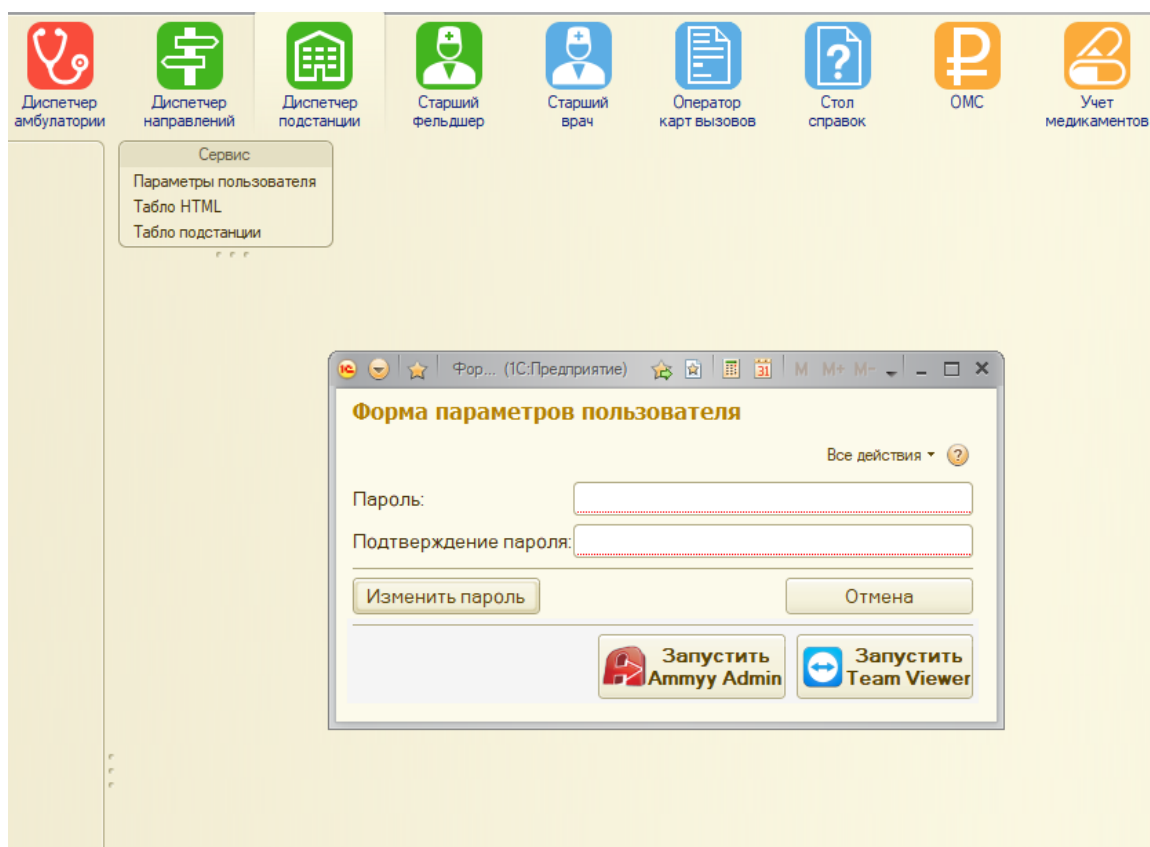 Диспетчер
амбулатории
Диспетчер
направлений
Диспетчер
подстанции
Старший
фельдшер
Старший
врач
Оператор
карт вызовов
Стол
справок
ОМС
Учет
медикаментов
Сервис
Параметры пользователя
Табло HTML
Табло подстанции
1С Фор... (1С:Предприятие) 31 M M+ M-
Форма параметров пользователя
Все действия ?
Пароль:
Подтверждение пароля:
Изменить пароль
Отмена
Запустить
Ammyy Admin
Запустить
Team Viewer